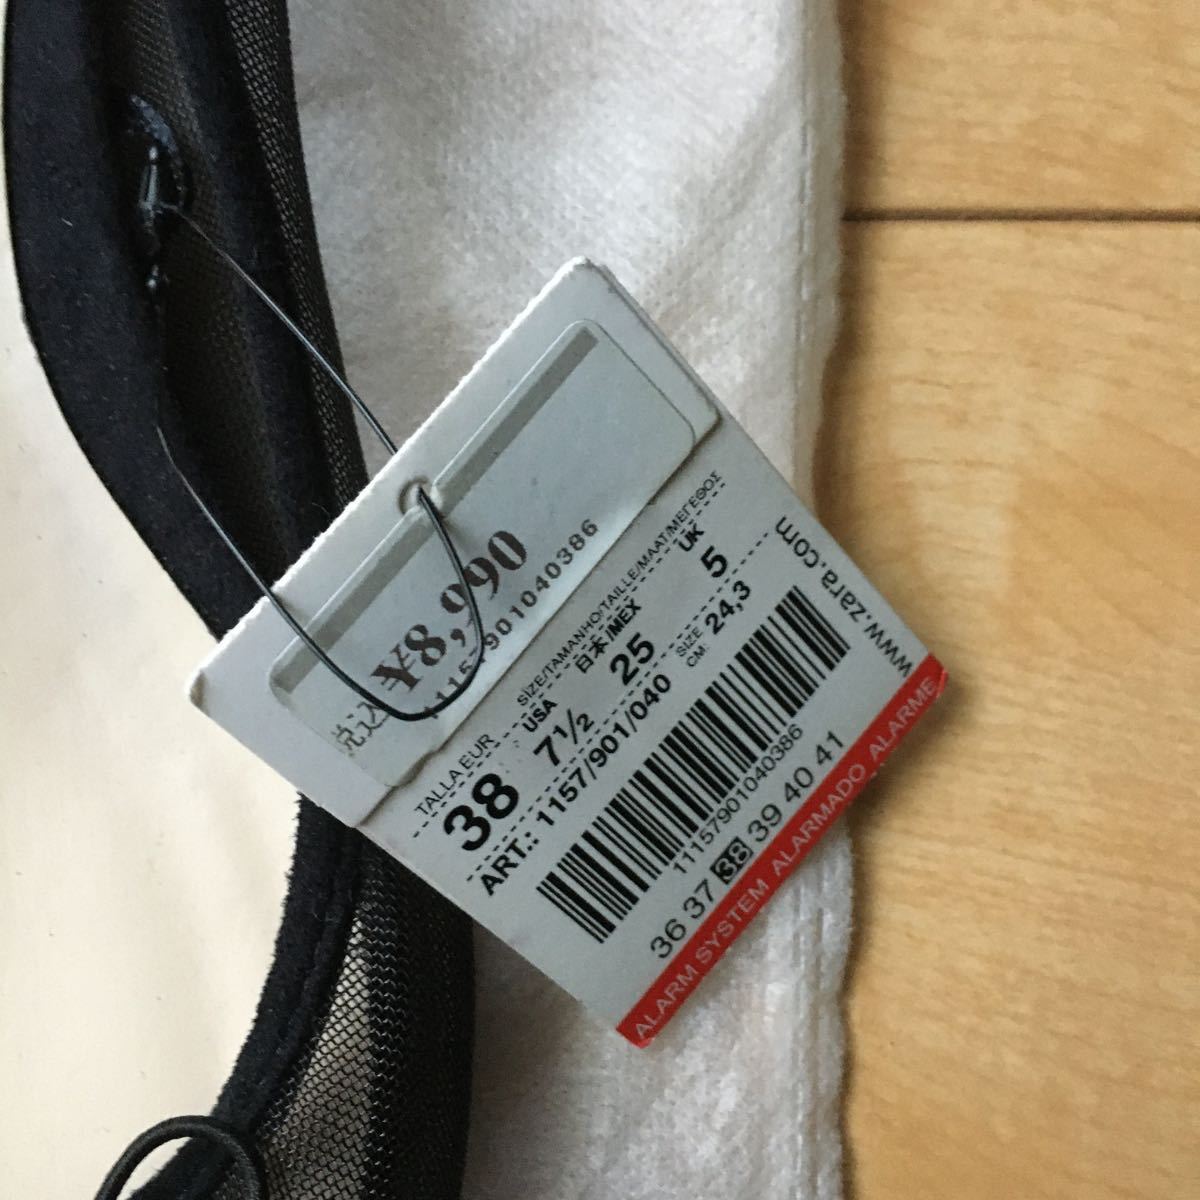 税込 ¥8,990
11157901040386
SIZE/TAMANHO/TAILLE/MAAT/ΜΕΓΕΘΟΣ
TALLA EUR USA 日本/MEX UK
38 7½ 25 5
ART.: 1157/901/040 SIZE CM: 24,3
www.zara.com
11157901040386
36 37 38 39 40 41
ALARM SYSTEM ALARMADO ALARME